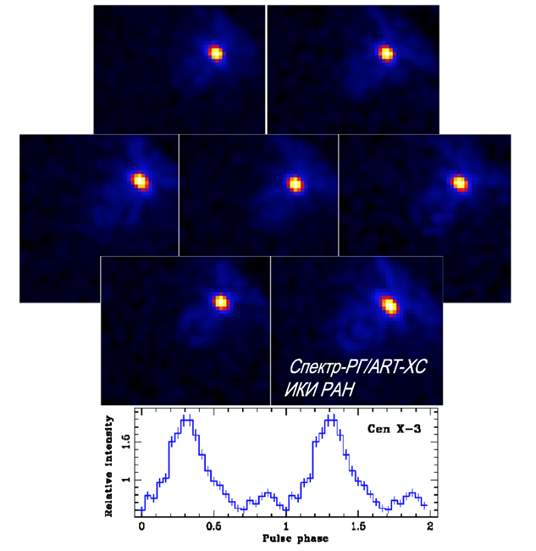 Спектр-РГ/ART-XC
ИКИ РАН
Cen X-3
Relative Intensity
1.6
1
0
0.5
1
1.5
2
Pulse phase